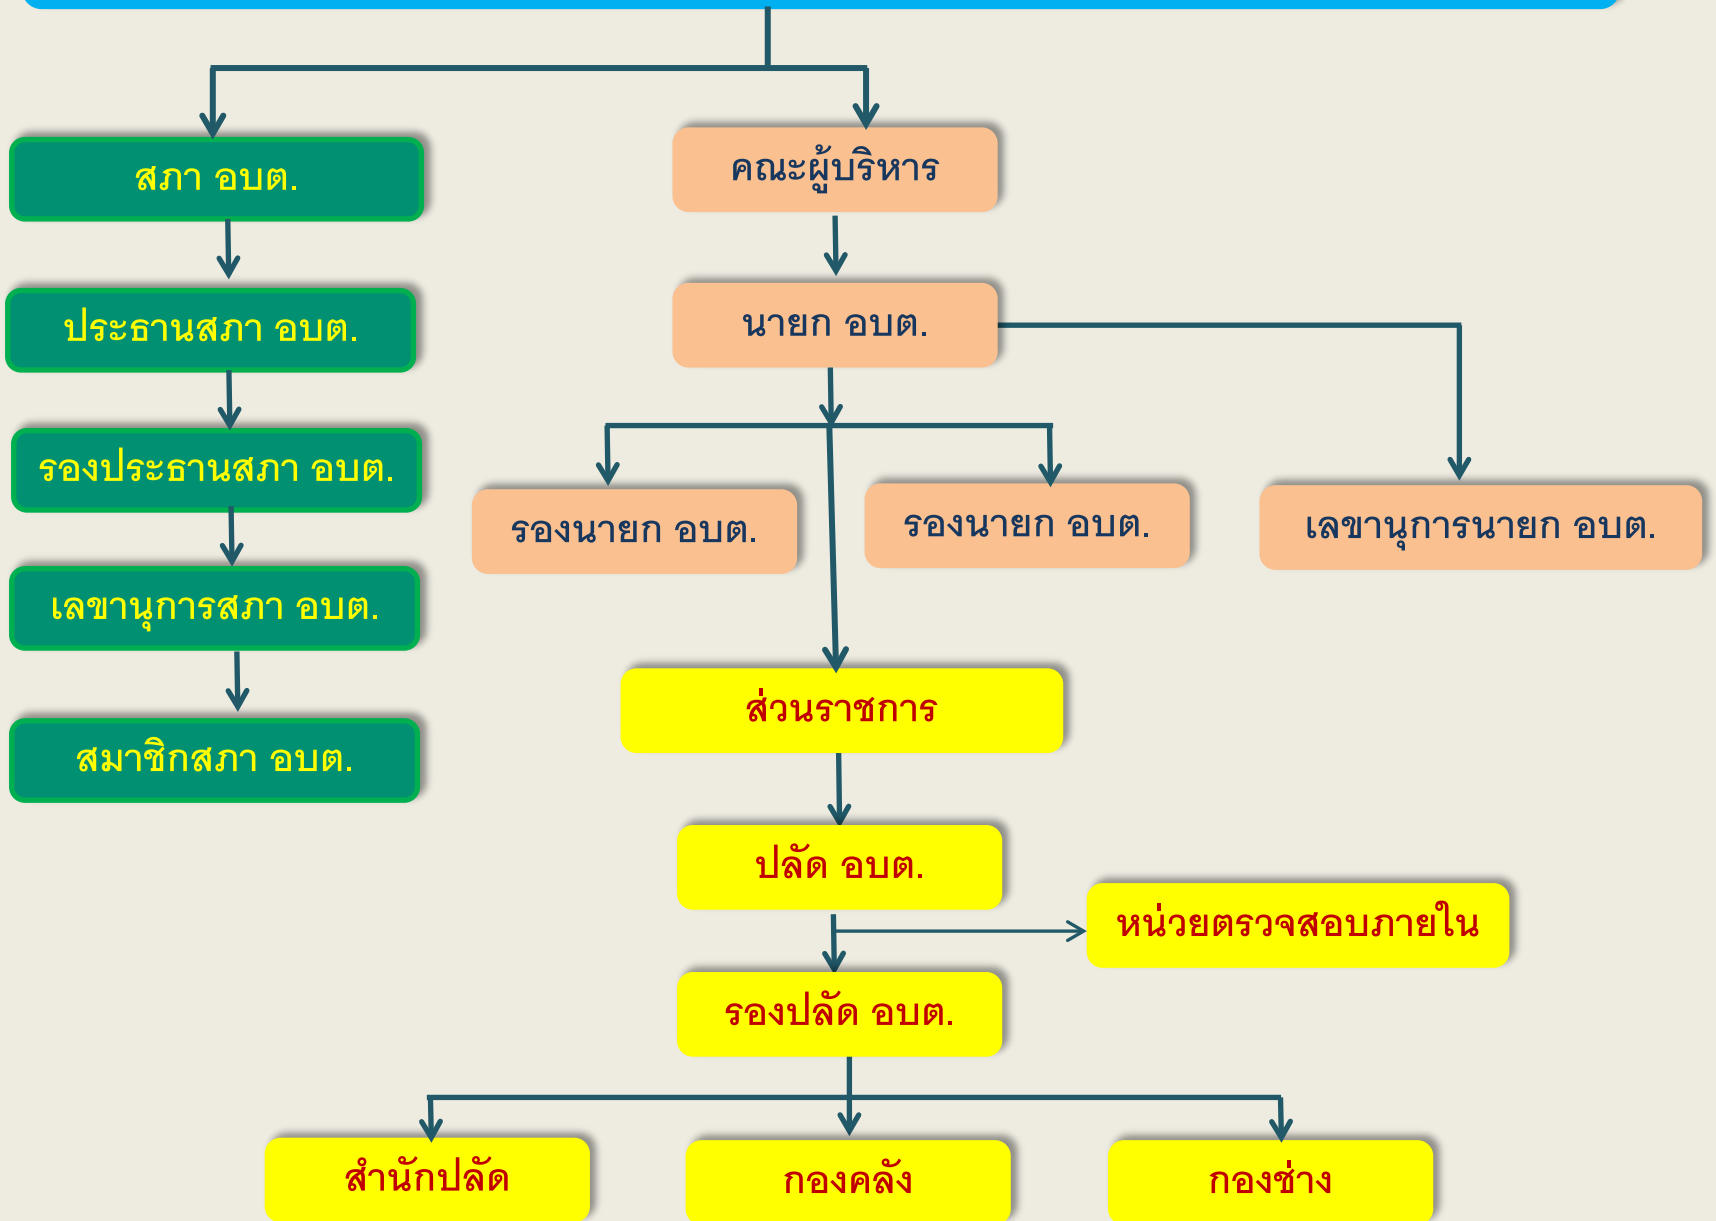 สภา อบต.
คณะผู้บริหาร
ประธานสภา อบต.
นายก อบต.
รองประธานสภา อบต.
รองนายก อบต.
รองนายก อบต.
เลขานุการนายก อบต.
เลขานุการสภา อบต.
ส่วนราชการ
สมาชิกสภา อบต.
ปลัด อบต.
หน่วยตรวจสอบภายใน
รองปลัด อบต.
สำนักปลัด
กองคลัง
กองช่าง